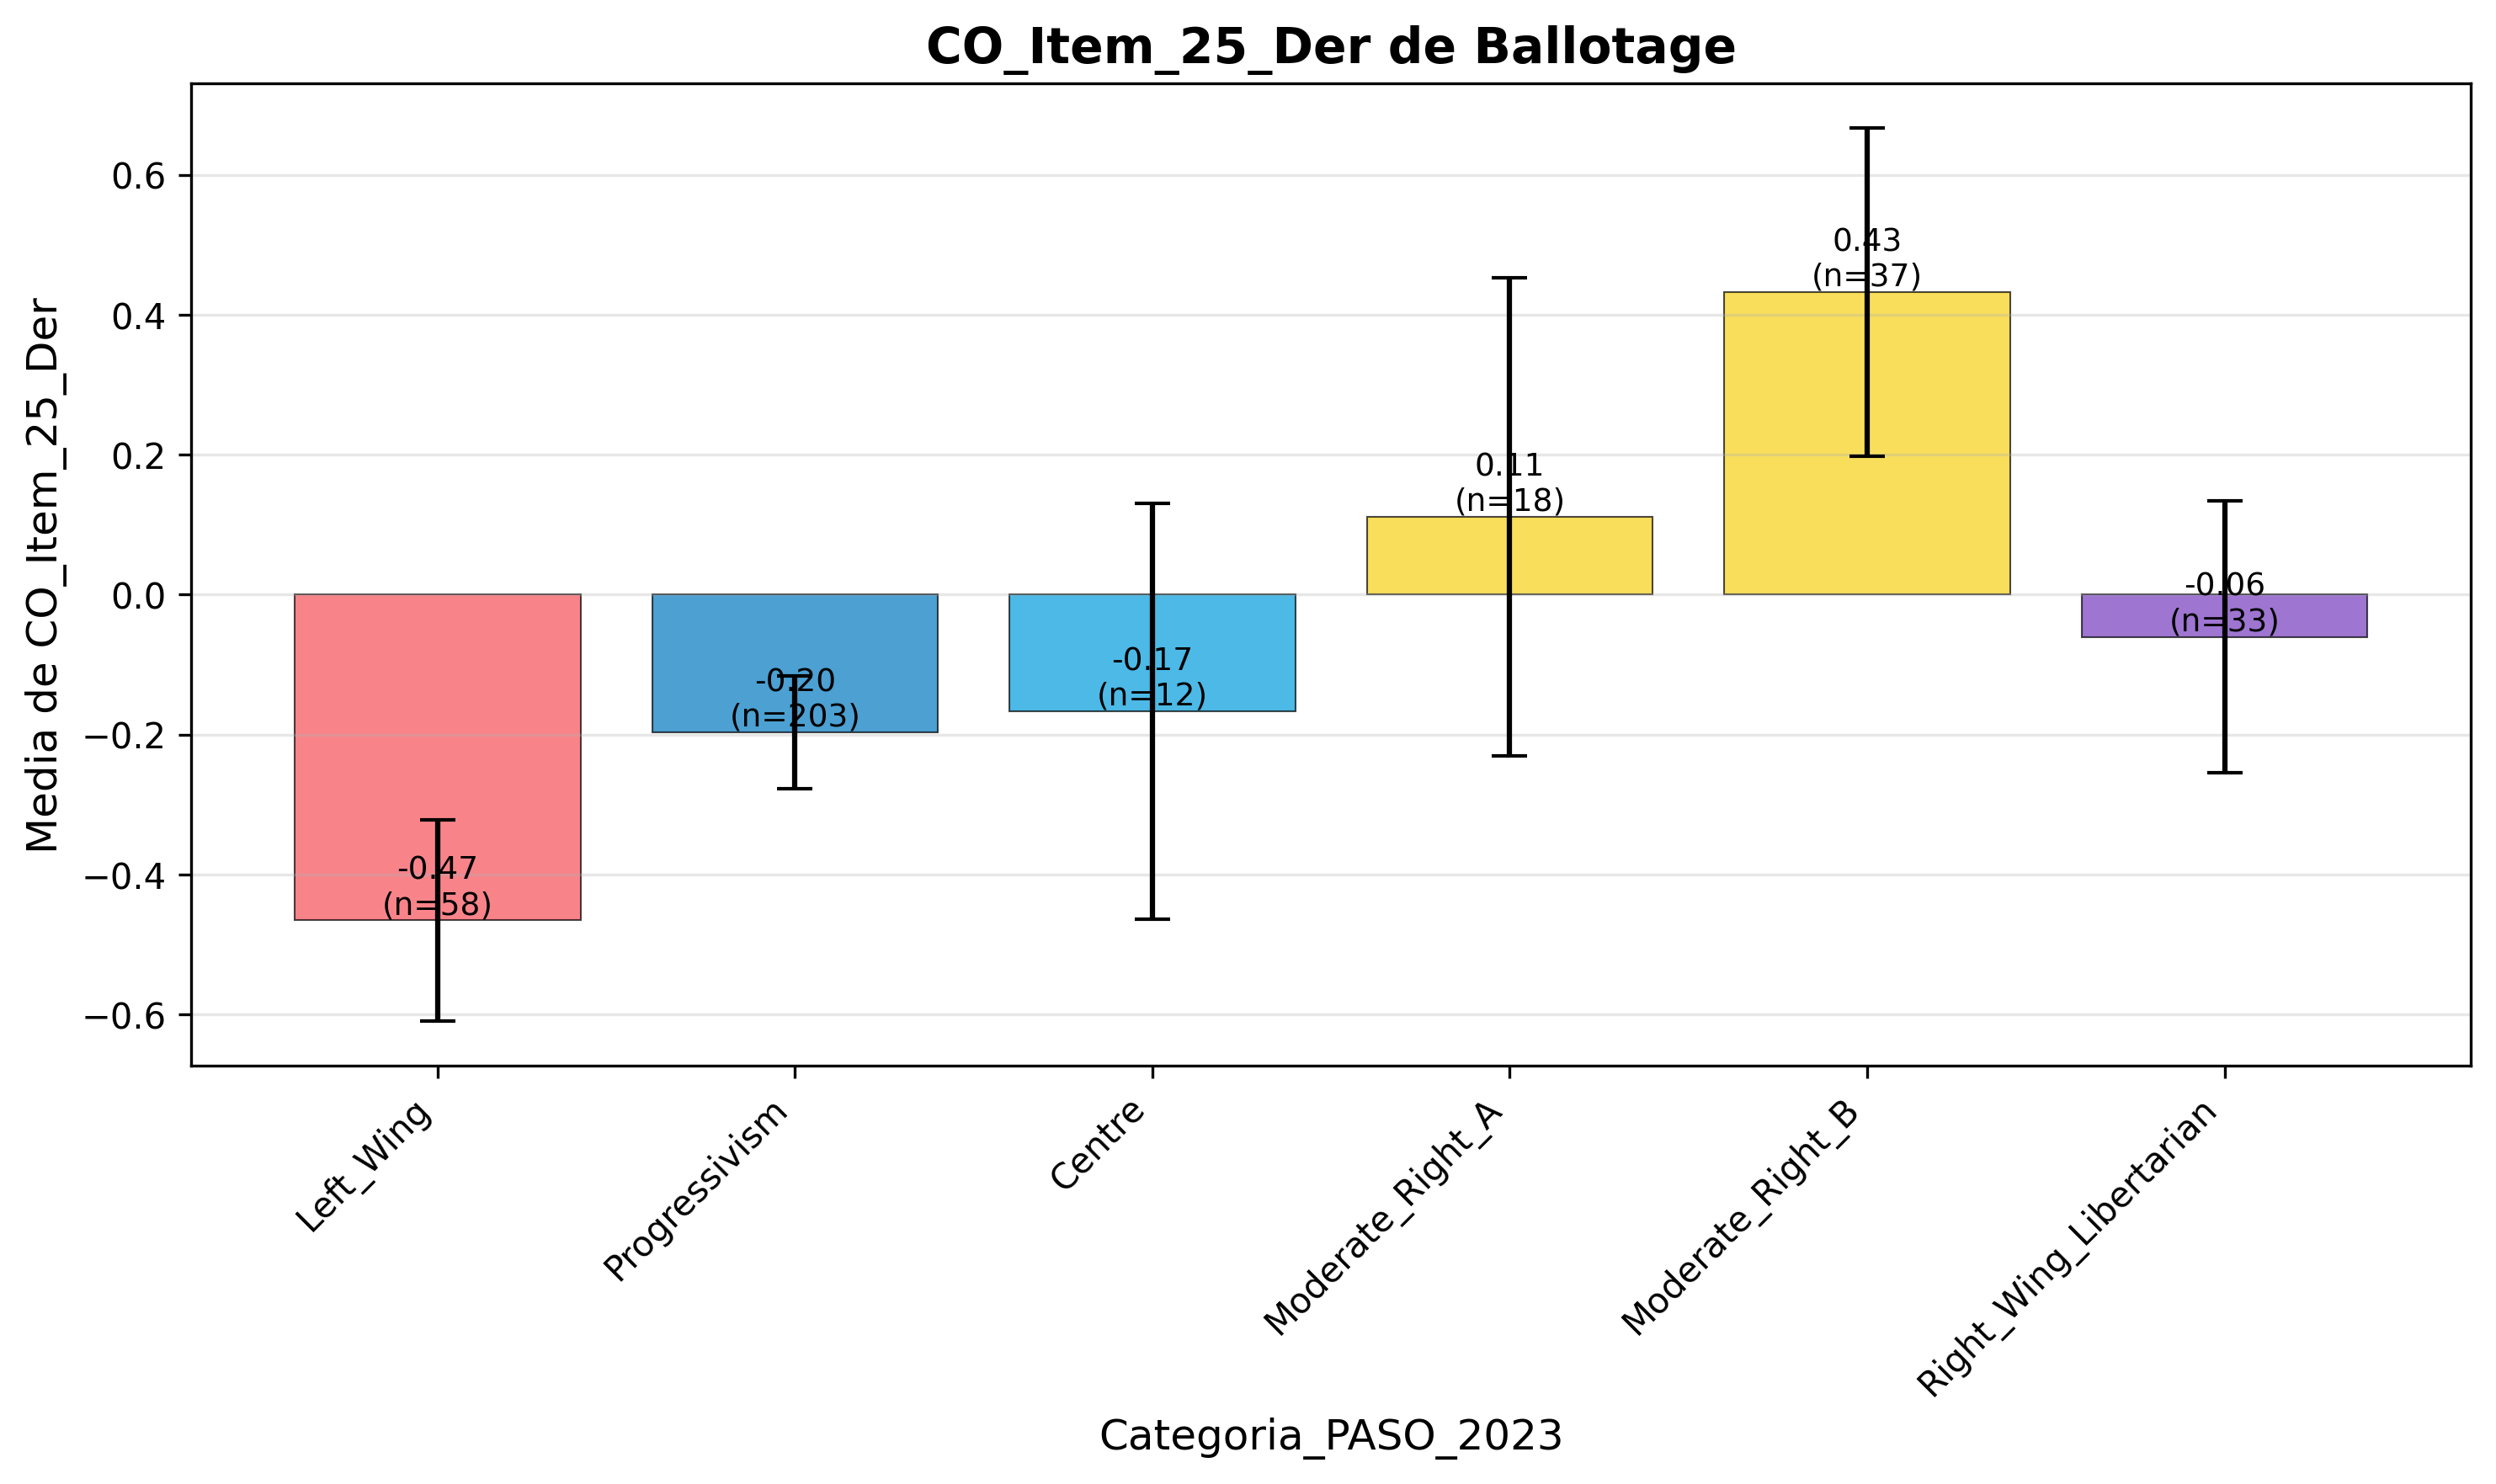 CO_Item_25_Der de Ballotage
Media de CO_Item_25_Der
0.6
0.4
0.2
0.0
−0.2
−0.4
−0.6
-0.47
(n=58)
-0.20
(n=203)
-0.17
(n=12)
0.11
(n=18)
0.43
(n=37)
-0.06
(n=33)
Left_Wing
Progressivism
Centre
Moderate_Right_A
Moderate_Right_B
Right_Wing_Libertarian
Categoria_PASO_2023